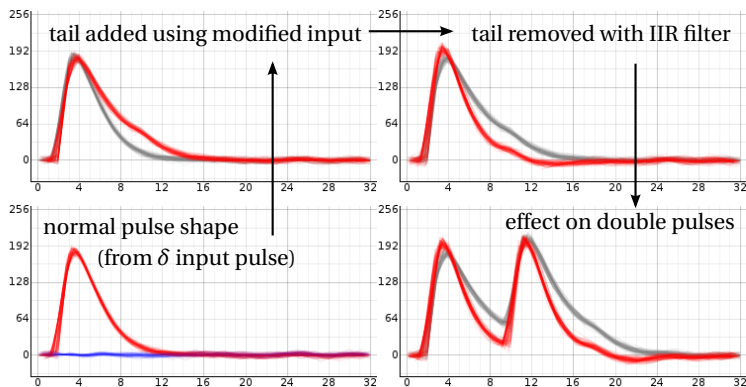 256
192
128
64
0
0 4 8 12 16 20 24 28 32
tail added using modified input
256
192
128
64
0
0 4 8 12 16 20 24 28 32
tail removed with IIR filter
256
192
128
64
0
0 4 8 12 16 20 24 28 32
normal pulse shape
(from δ input pulse)
256
192
128
64
0
0 4 8 12 16 20 24 28 32
effect on double pulses